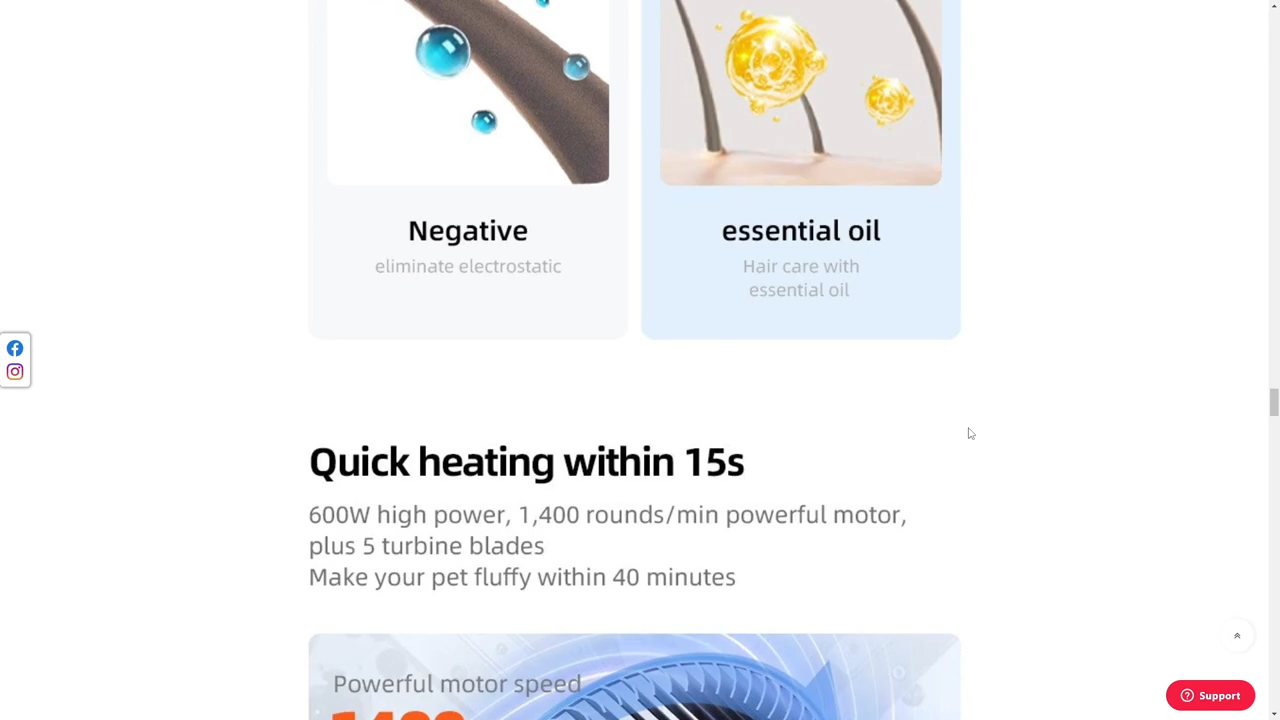 Negative
eliminate electrostatic
essential oil
Hair care with
essential oil
Quick heating within 15s
600W high power, 1,400 rounds/min powerful motor,
plus 5 turbine blades
Make your pet fluffy within 40 minutes
Powerful motor speed
Support